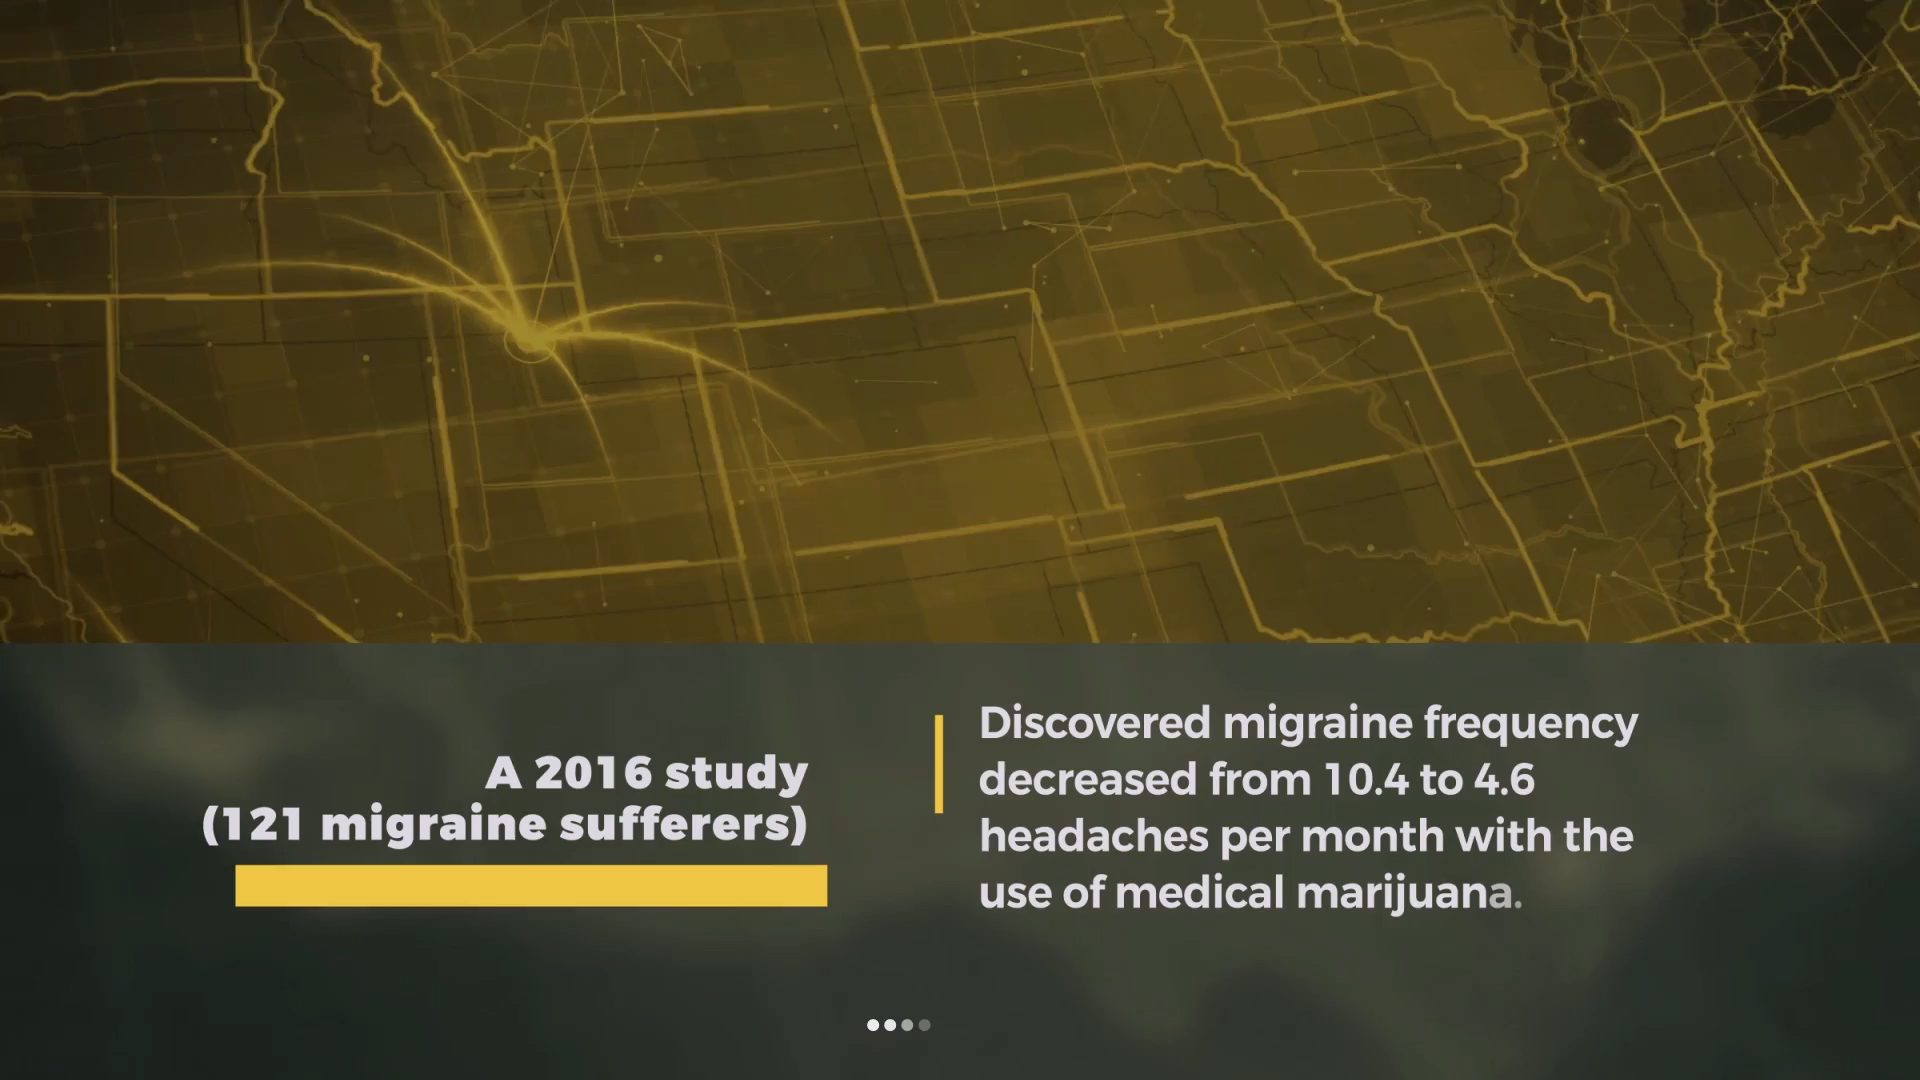 A 2016 study
(121 migraine sufferers)
Discovered migraine frequency
decreased from 10.4 to 4.6
headaches per month with the
use of medical marijuana.